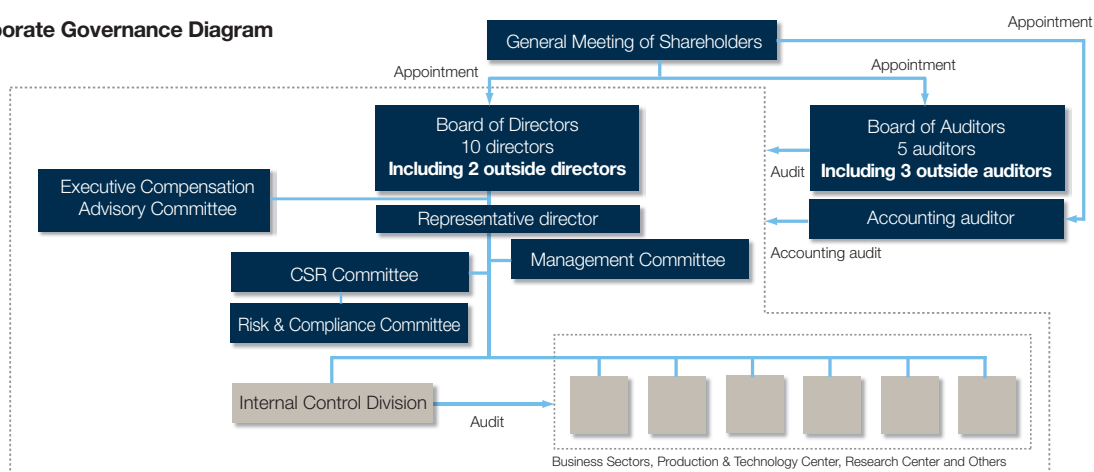 porate Governance Diagram
Appointment
General Meeting of Shareholders
Appointment
Appointment
Board of Directors
10 directors
Including 2 outside directors
Board of Auditors
5 auditors
Including 3 outside auditors
Audit
Executive Compensation
Advisory Committee
Representative director
Accounting auditor
Accounting audit
Management Committee
CSR Committee
Risk & Compliance Committee
Internal Control Division
Audit
Business Sectors, Production & Technology Center, Research Center and Others